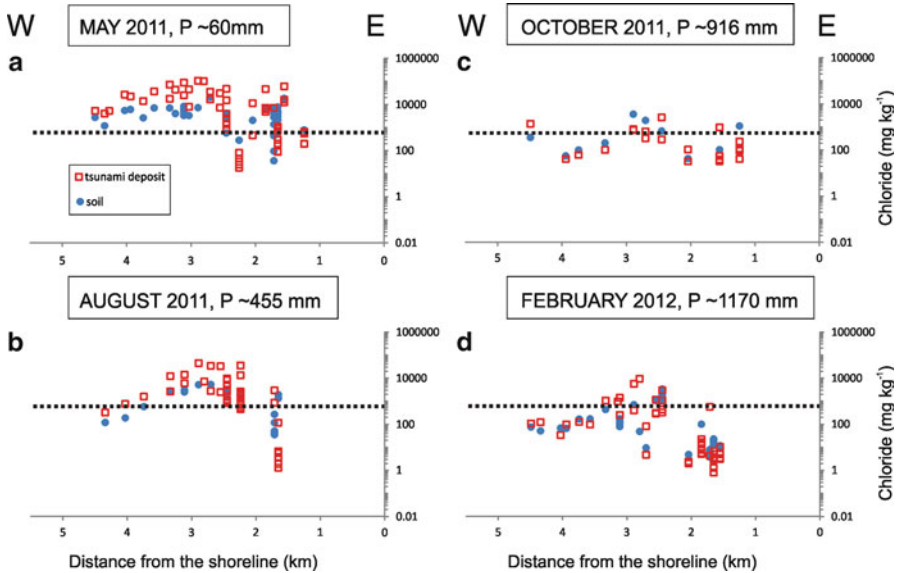 W MAY 2011, P ~60mm E
OCTOBER 2011, P ~916 mm E
a
c
1000000
10000
100
1
0.01
1000000
10000
100
1
0.01
Chloride (mg kg-1)
tsunami deposit
soil
5 4 3 2 1 0
5 4 3 2 1 0
AUGUST 2011, P ~455 mm
FEBRUARY 2012, P ~1170 mm
b
d
1000000
10000
100
1
0.01
1000000
10000
100
1
0.01
Chloride (mg kg-1)
5 4 3 2 1 0
5 4 3 2 1 0
Distance from the shoreline (km)
Distance from the shoreline (km)